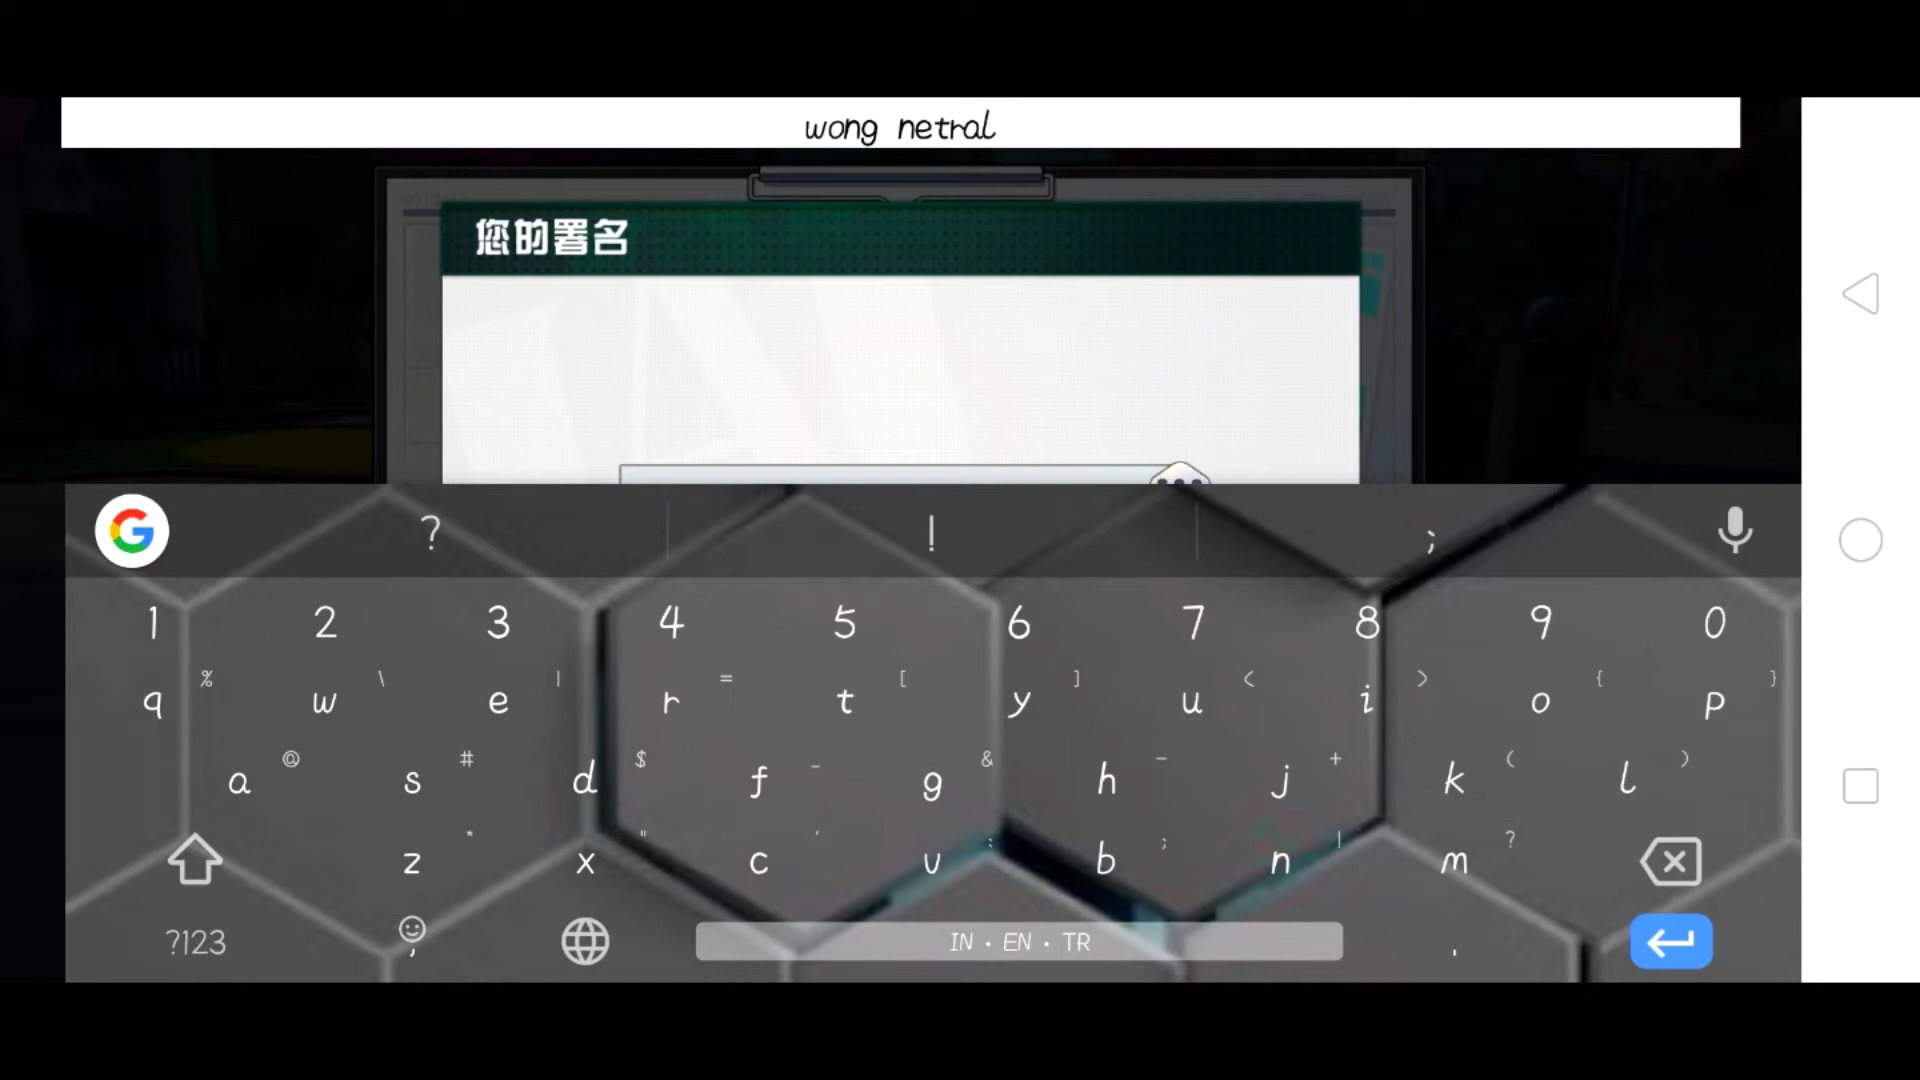 wong netral
您的署名
? ! ;
1 2 3 4 5 6 7 8 9 0
% \ | = [ ] < > { }
q w e r t y u i o p
@ # $ _ & - + ( )
a s d f g h j k l
* " ' : ; ! ?
z x c v b n m
?123 , IN • EN • TR .